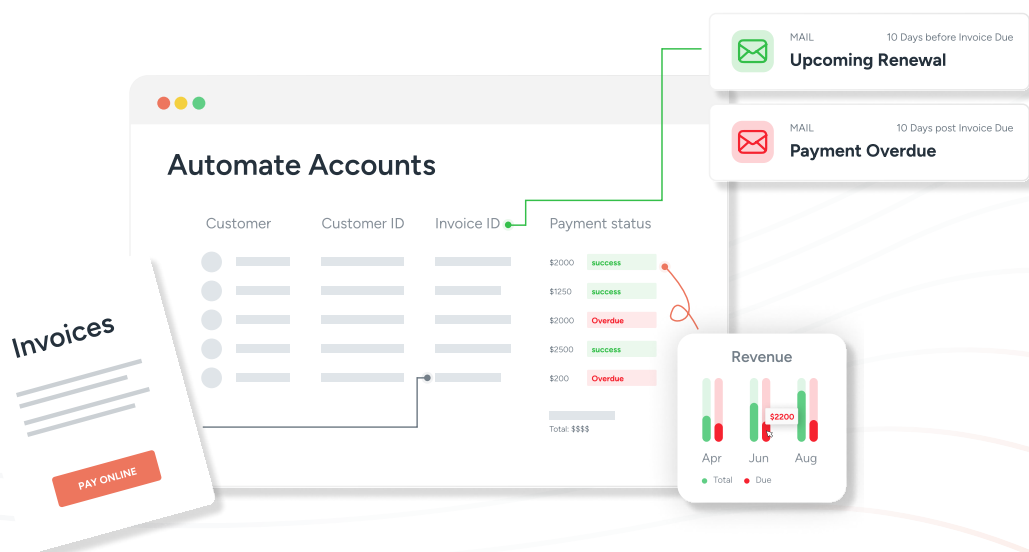 MAIL
10 Days before Invoice Due
Upcoming Renewal
MAIL
10 Days post Invoice Due
Payment Overdue
Automate Accounts
Customer
Customer ID
Invoice ID
Payment status
$2000 success
$1250 success
$2000 Overdue
$2500 success
$200 Overdue
Total: $$$$
Invoices
PAY ONLINE
Revenue
$2200
Apr
Jun
Aug
Total
Due